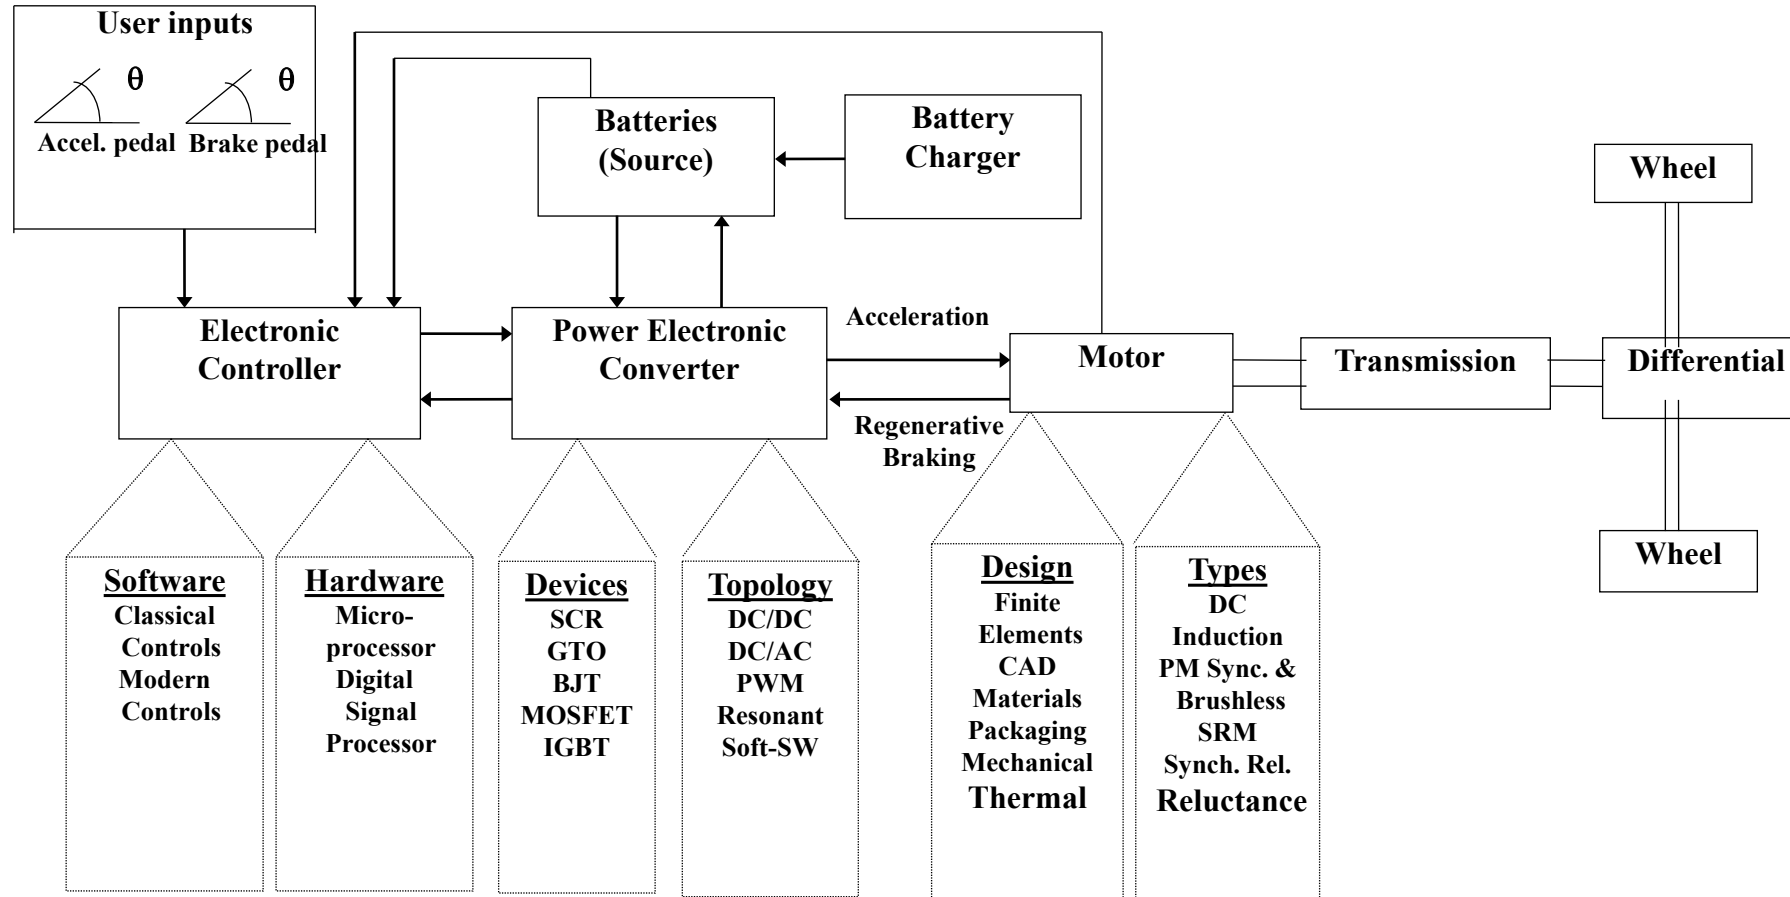 User inputs
θ θ
Accel. pedal Brake pedal
Batteries
(Source)
Battery
Charger
Wheel
Electronic
Controller
Power Electronic
Converter
Acceleration
Regenerative
Braking
Motor
Transmission
Differential
Wheel
Software
Classical
Controls
Modern
Controls
Hardware
Micro-
processor
Digital
Signal
Processor
Devices
SCR
GTO
BJT
MOSFET
IGBT
Topology
DC/DC
DC/AC
PWM
Resonant
Soft-SW
Design
Finite
Elements
CAD
Materials
Packaging
Mechanical
Thermal
Types
DC
Induction
PM Sync. &
Brushless
SRM
Synch. Rel.
Reluctance